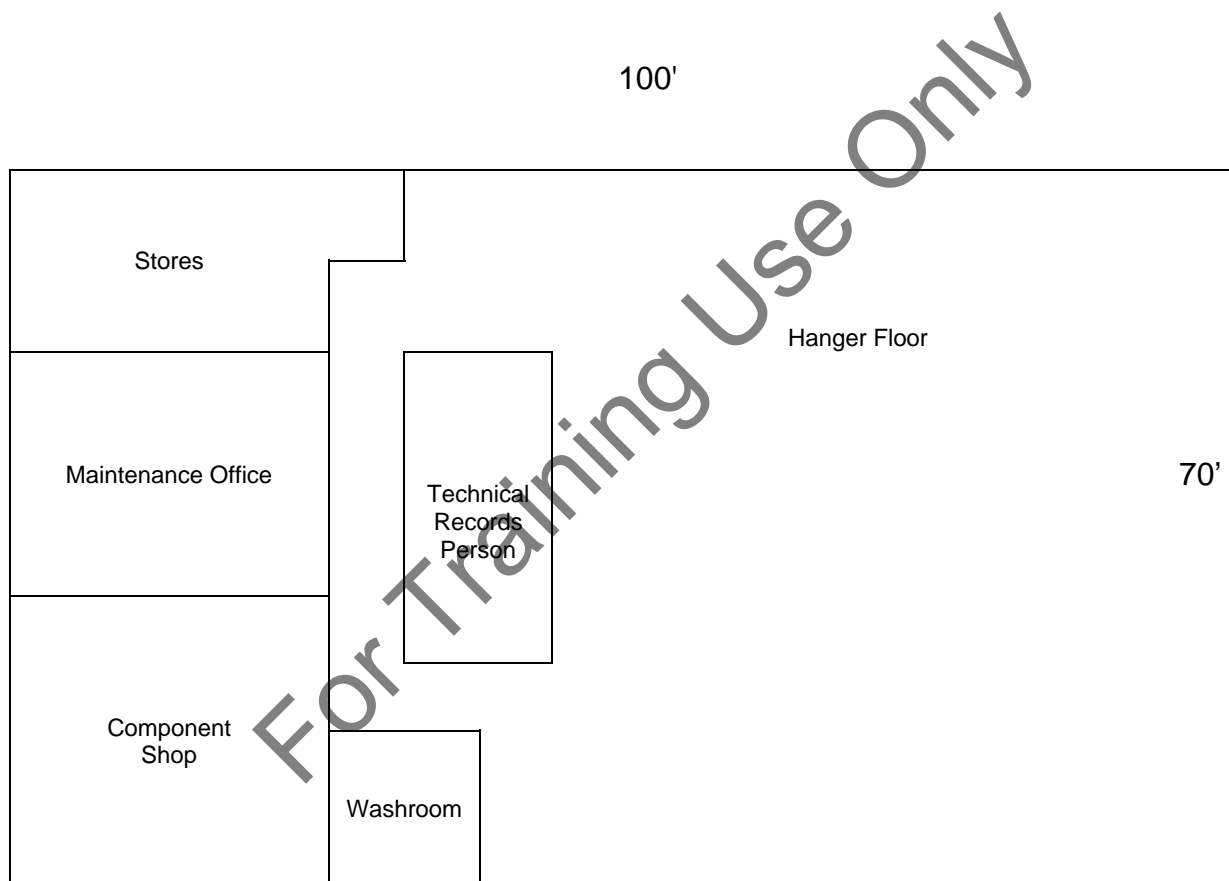 100'
Stores
Hanger Floor
Maintenance Office
70’
Technical
Records
Person
Component
Shop
Washroom
For Training Use Only